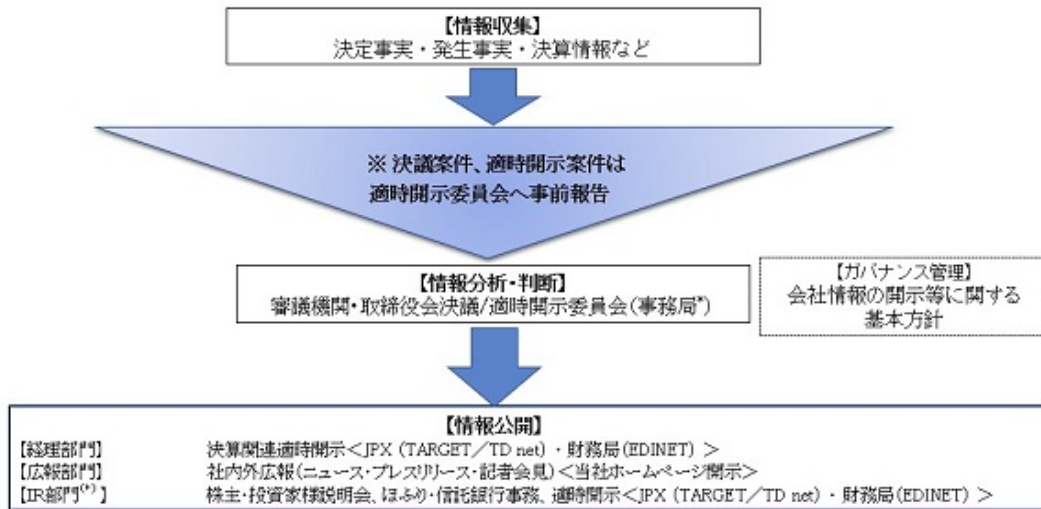 【情報収集】
決定事実・発生事実・決算情報など
※ 決議案件、適時開示案件は
適時開示委員会へ事前報告
【情報分析・判断】
審議機関・取締役会決議/適時開示委員会(事務局*)
【ガバナンス管理】
会社情報の開示等に関する
基本方針
【情報公開】
【経理部門】 決算関連適時開示<JPX (TARGET/TD net)・財務局(EDINET) >
【広報部門】 社内外広報(ニュース・プレスリリース・記者会見)<当社ホームページ開示>
【IR部門(*)】 株主・投資家様説明会、ほふり・信託銀行事務、適時開示<JPX (TARGET/TD net)・財務局(EDINET) >